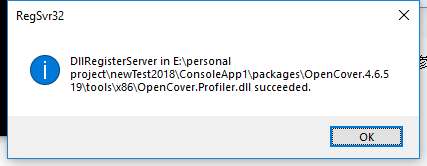 RegSvr32
DllRegisterServer in E:\personal
project\newTest2018\ConsoleApp1\packages\OpenCover.4.6.5
19\tools\x86\OpenCover.Profiler.dll succeeded.
OK